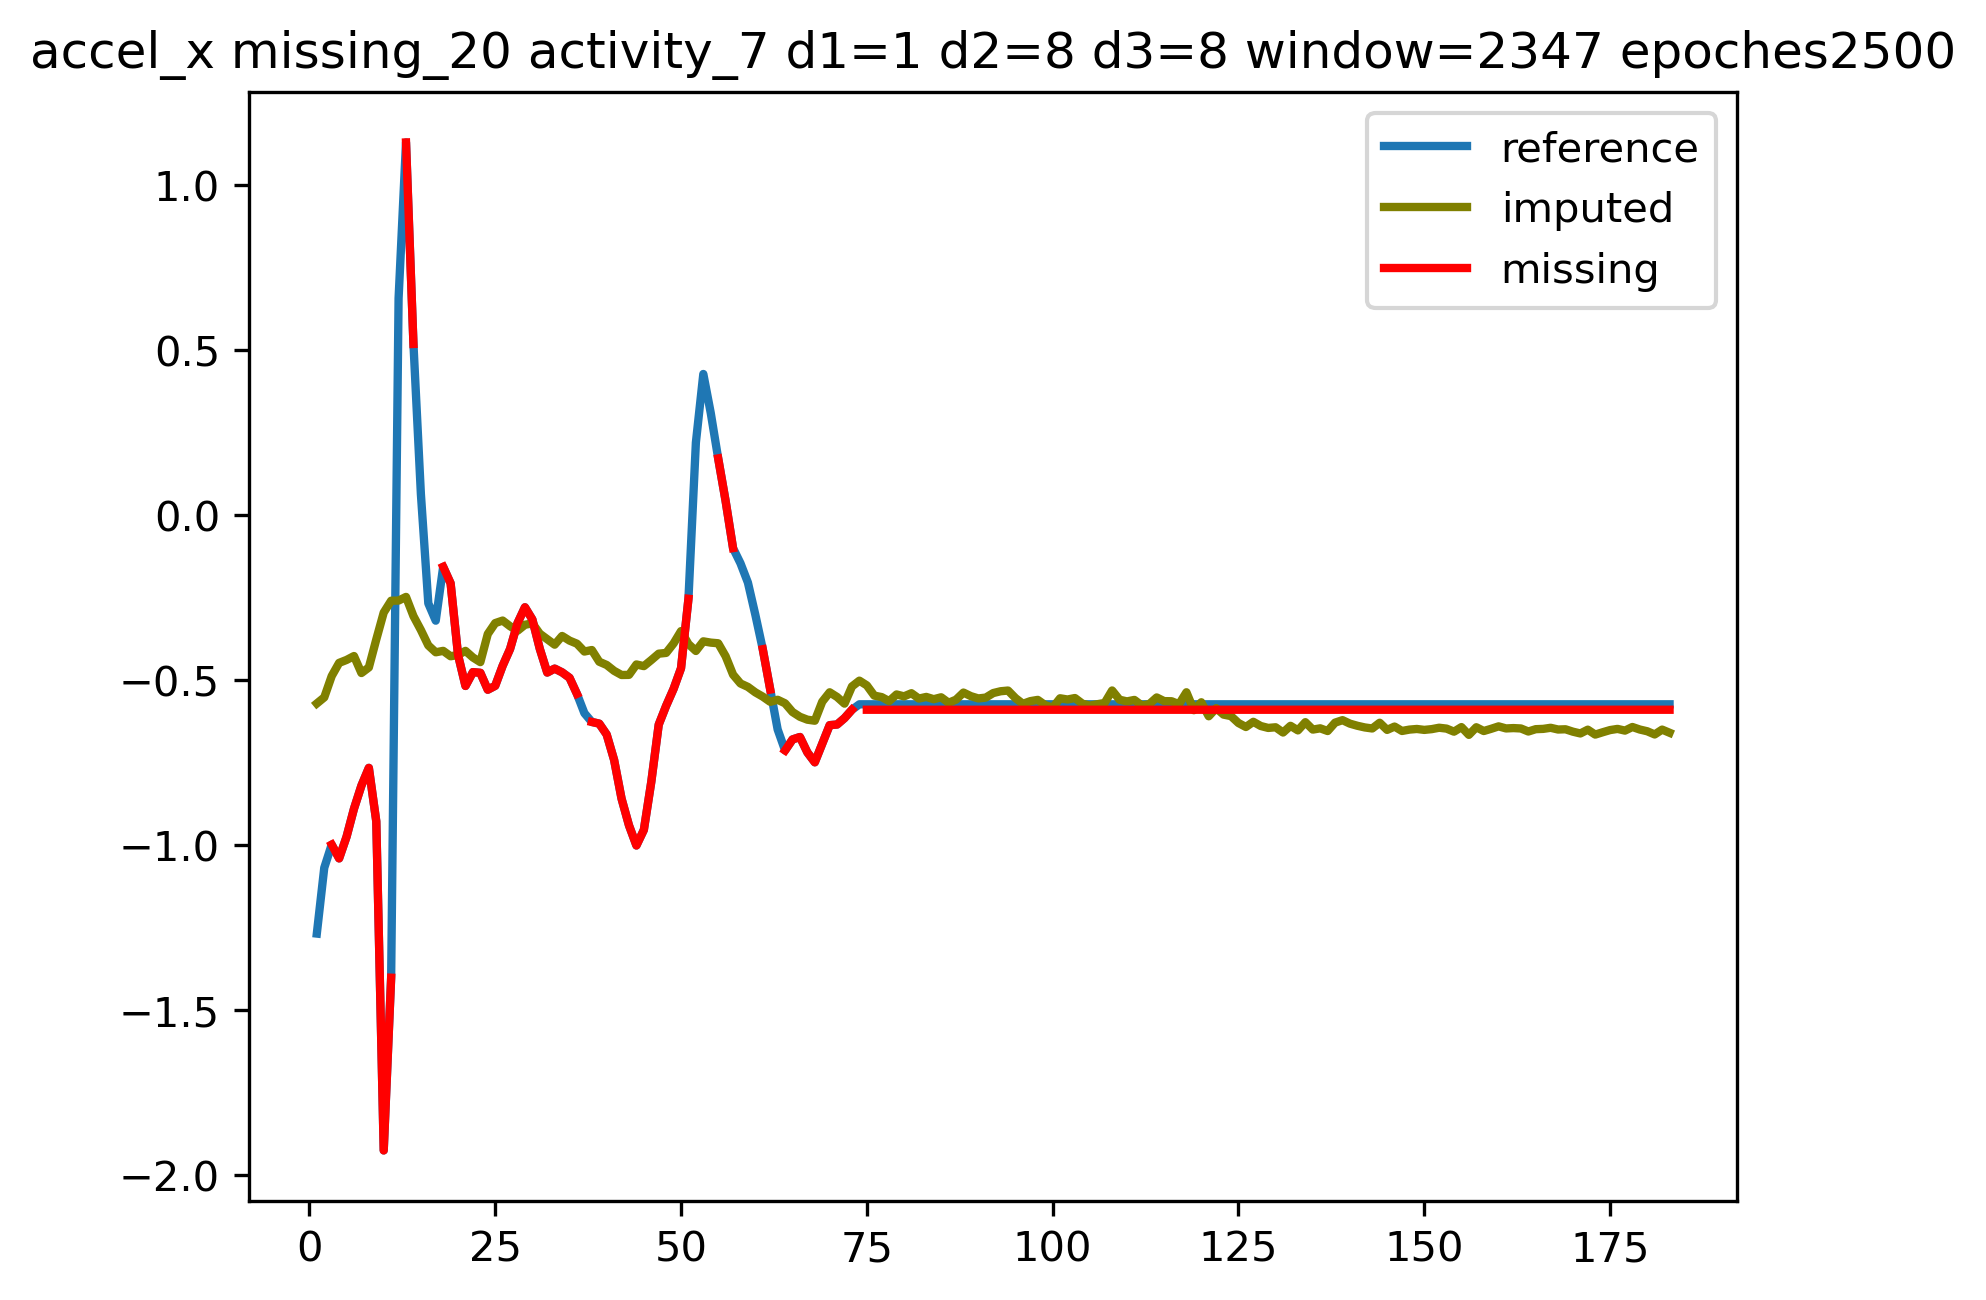 accel_x missing_20 activity_7 d1=1 d2=8 d3=8 window=2347 epoches2500
reference
imputed
missing
1.0
0.5
0.0
−0.5
−1.0
−1.5
−2.0
0 25 50 75 100 125 150 175